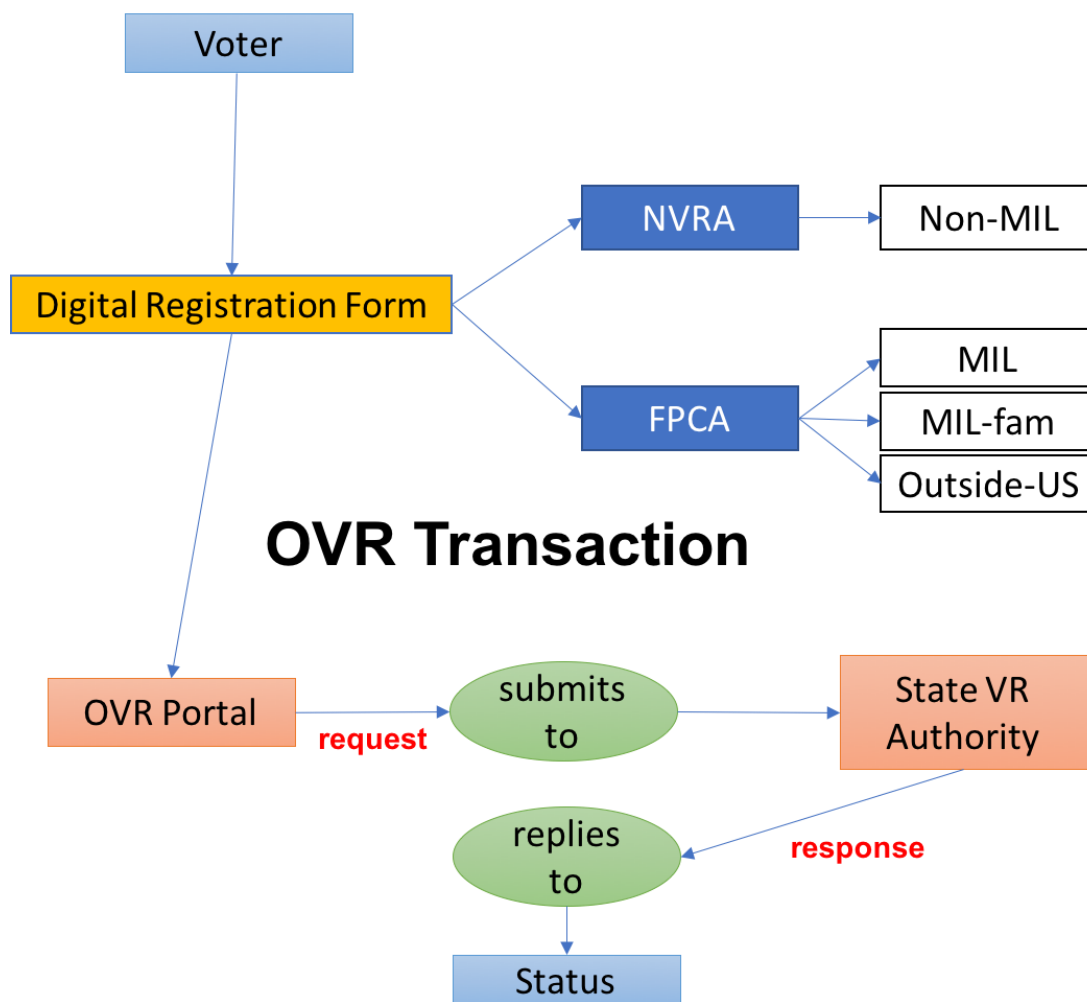 Voter
NVRA
Non-MIL
Digital Registration Form
MIL
FPCA
MIL-fam
Outside-US
OVR Transaction
OVR Portal
request
submits
to
State VR
Authority
replies
to
response
Status